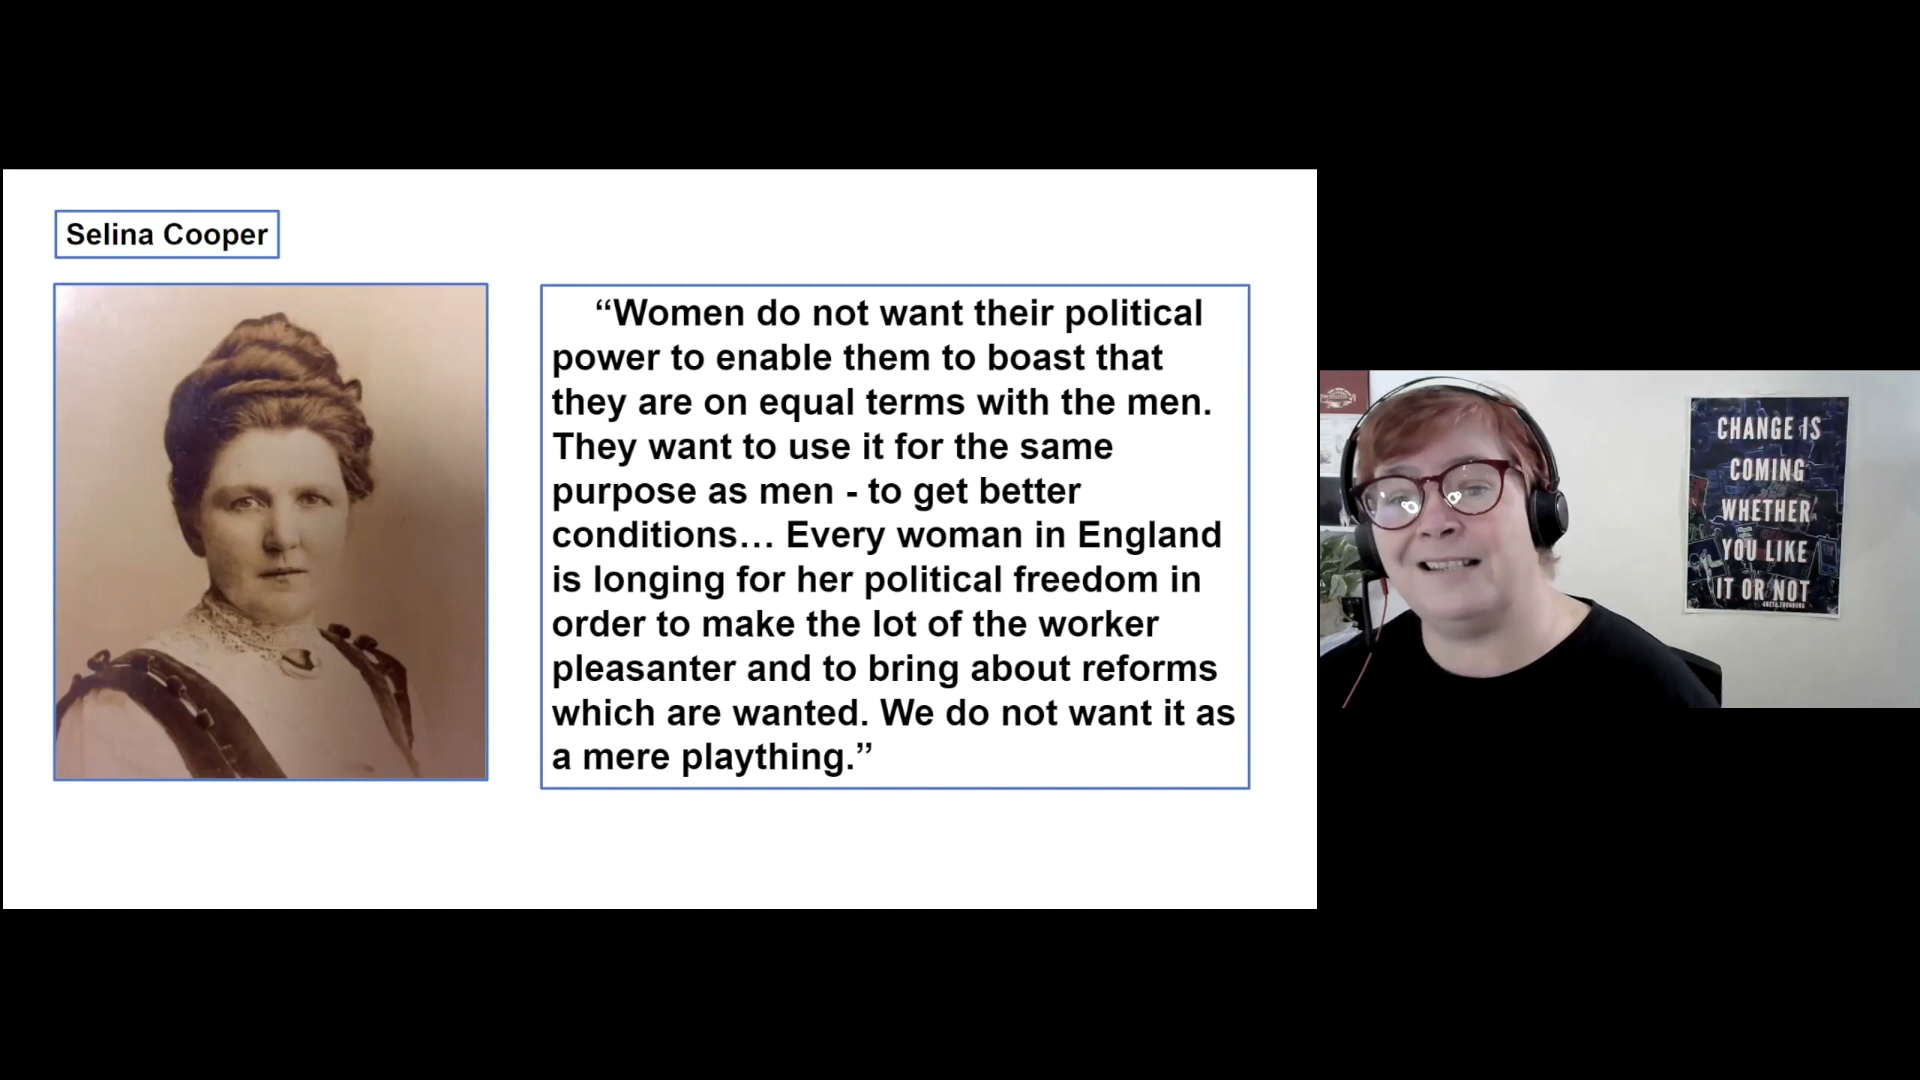 Selina Cooper
“Women do not want their political
power to enable them to boast that
they are on equal terms with the men.
They want to use it for the same
purpose as men - to get better
conditions… Every woman in England
is longing for her political freedom in
order to make the lot of the worker
pleasanter and to bring about reforms
which are wanted. We do not want it as
a mere plaything.”
CHANGE IS
COMING
WHETHER
YOU LIKE
IT OR NOT
GRETA THUNBERG